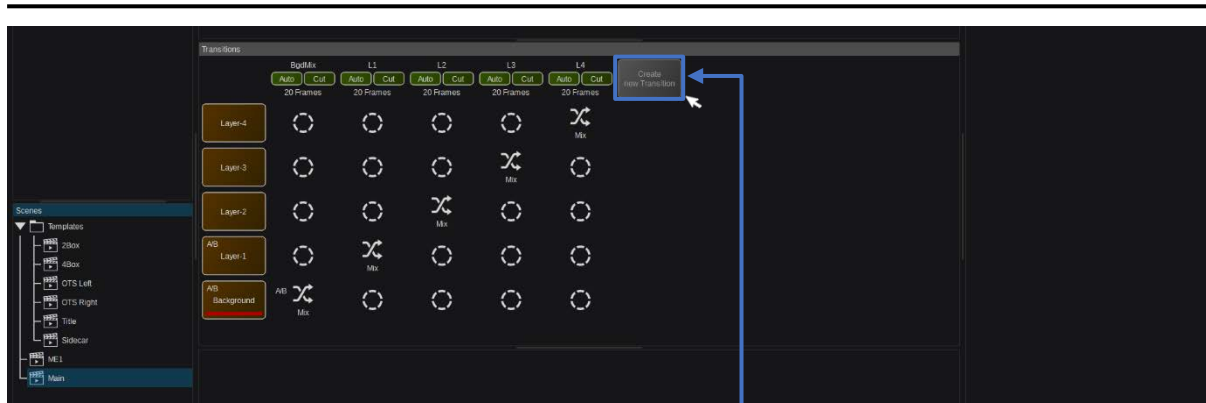 Transitions
BgdMix L1 L2 L3 L4
Auto Cut Auto Cut Auto Cut Auto Cut Auto Cut
20 Frames 20 Frames 20 Frames 20 Frames 20 Frames
Create
new Transition
Layer-4
Mix
Layer-3
Mix
Layer-2
Mix
A/B
Layer-1
Mix
A/B
Background
A/B
Mix
Scenes
Templates
2Box
4Box
OTS Left
OTS Right
Title
Sidecar
ME1
Main